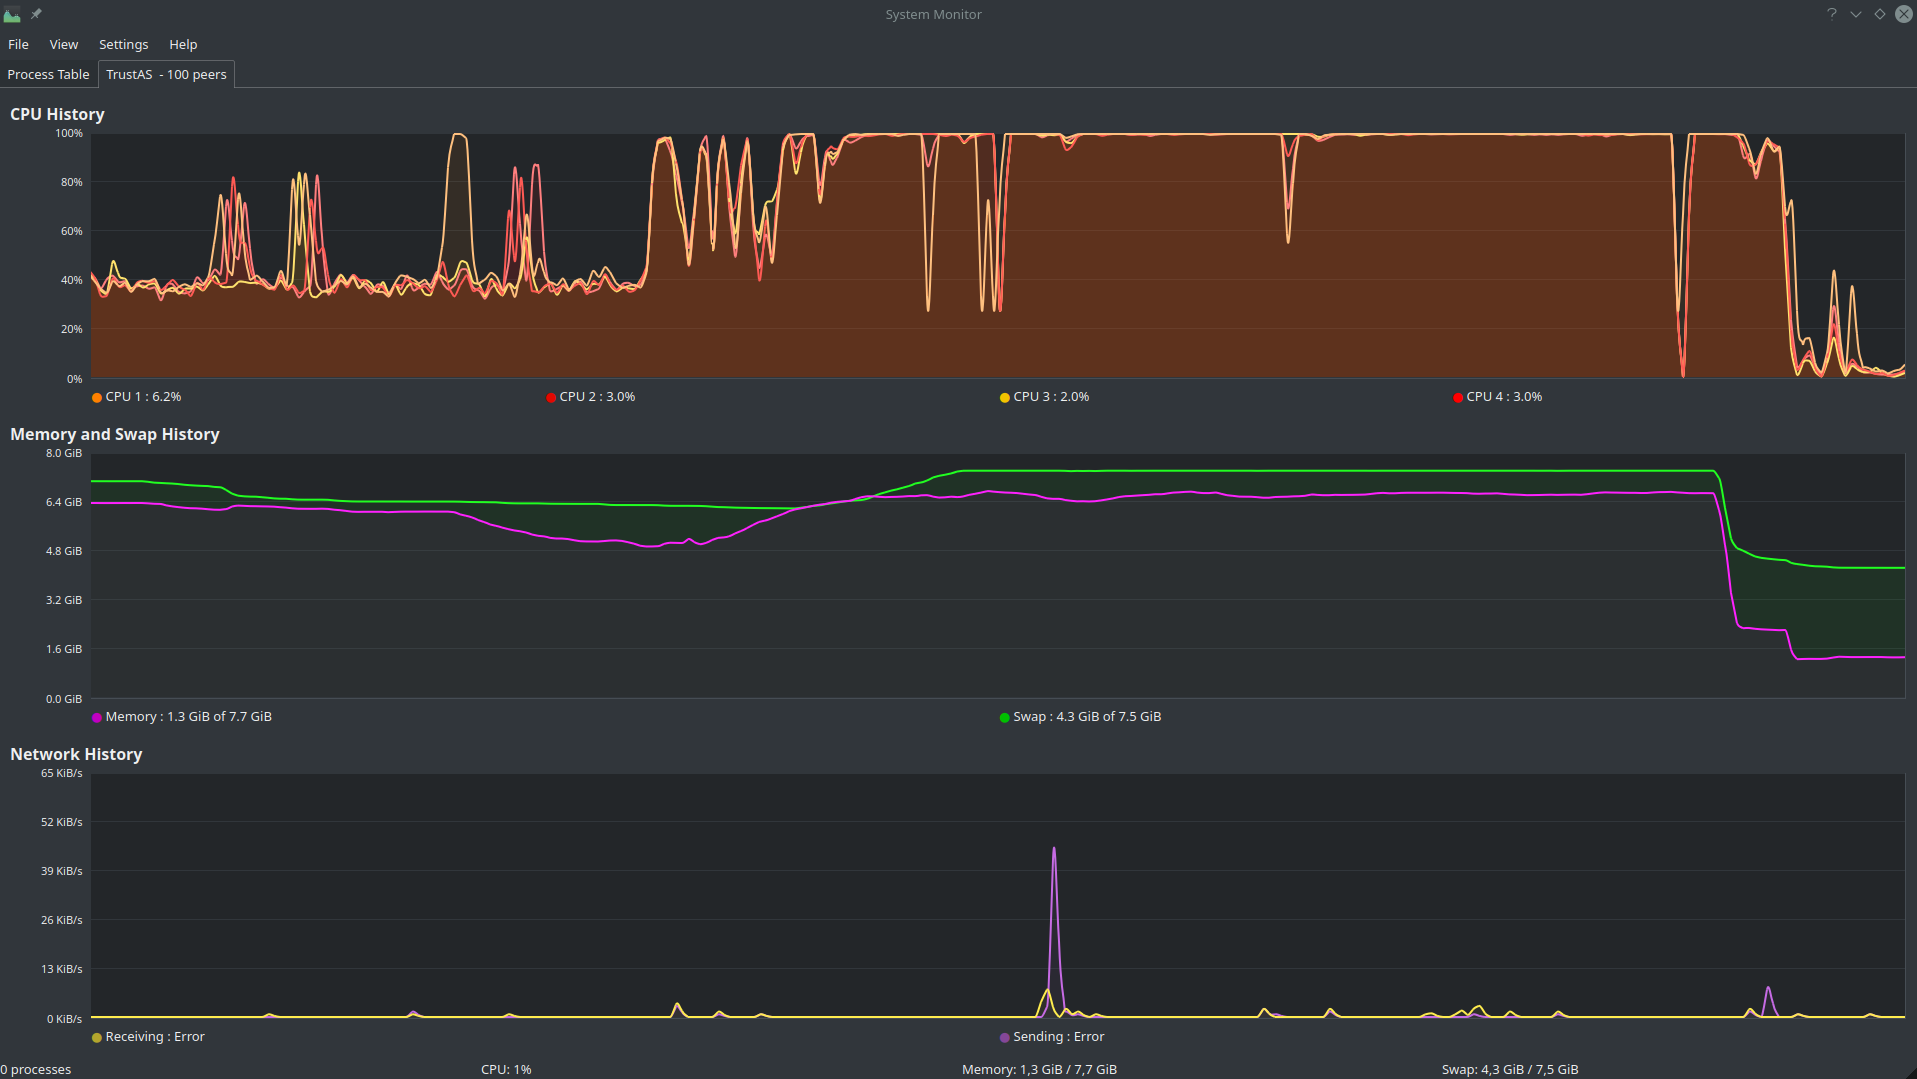 System Monitor
?
File View Settings Help
Process Table TrustAS - 100 peers
CPU History
100%
80%
60%
40%
20%
0%
CPU 1 : 6.2% CPU 2 : 3.0% CPU 3 : 2.0% CPU 4 : 3.0%
Memory and Swap History
8.0 GiB
6.4 GiB
4.8 GiB
3.2 GiB
1.6 GiB
0.0 GiB
Memory : 1.3 GiB of 7.7 GiB Swap : 4.3 GiB of 7.5 GiB
Network History
65 KiB/s
52 KiB/s
39 KiB/s
26 KiB/s
13 KiB/s
0 KiB/s
Receiving : Error Sending : Error
0 processes CPU: 1% Memory: 1,3 GiB / 7,7 GiB Swap: 4,3 GiB / 7,5 GiB